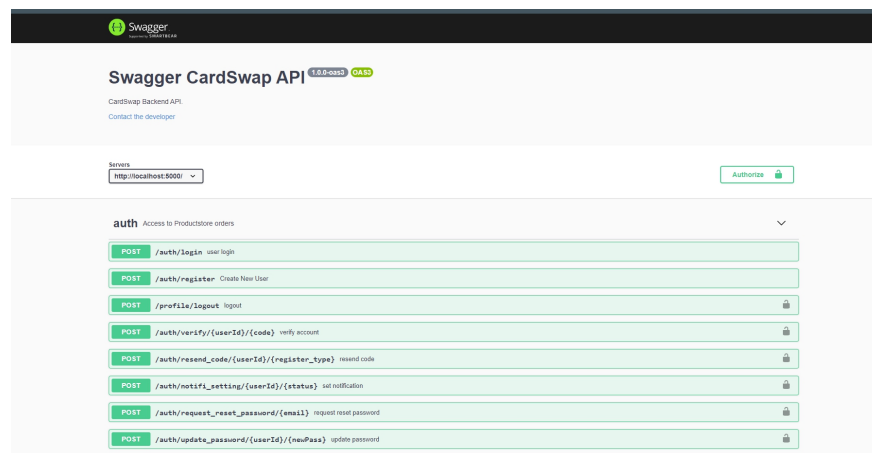 Swagger
Supported by SMARTBEAR
Swagger CardSwap API 1.0.0-oas3 OAS3
CardSwap Backend API.
Contact the developer
Servers
http://localhost:5000/
Authorize
auth Access to Productstore orders
POST /auth/login user login
POST /auth/register Create New User
POST /profile/logout logout
POST /auth/verify/{userId}/{code} verify account
POST /auth/resend_code/{userId}/{register_type} resend code
POST /auth/notifi_setting/{userId}/{status} set notification
POST /auth/request_reset_password/{email} request reset password
POST /auth/update_password/{userId}/{newPass} update password